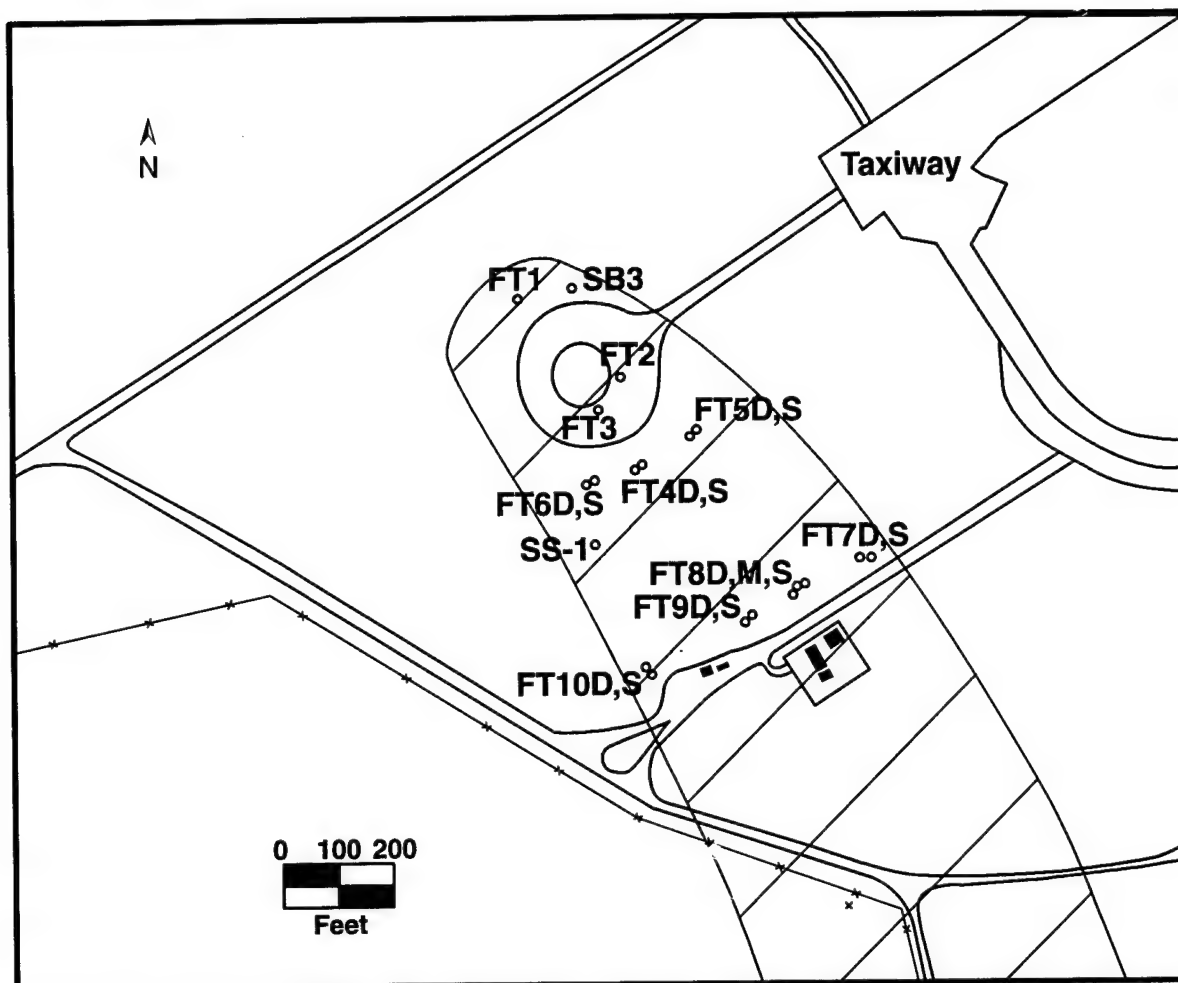 Taxiway
N
FT1
SB3
FT2
FT3
FT5D,S
FT4D,S
FT6D,S
SS-1
FT7D,S
FT8D,M,S
FT9D,S
FT10D,S
0 100 200
Feet